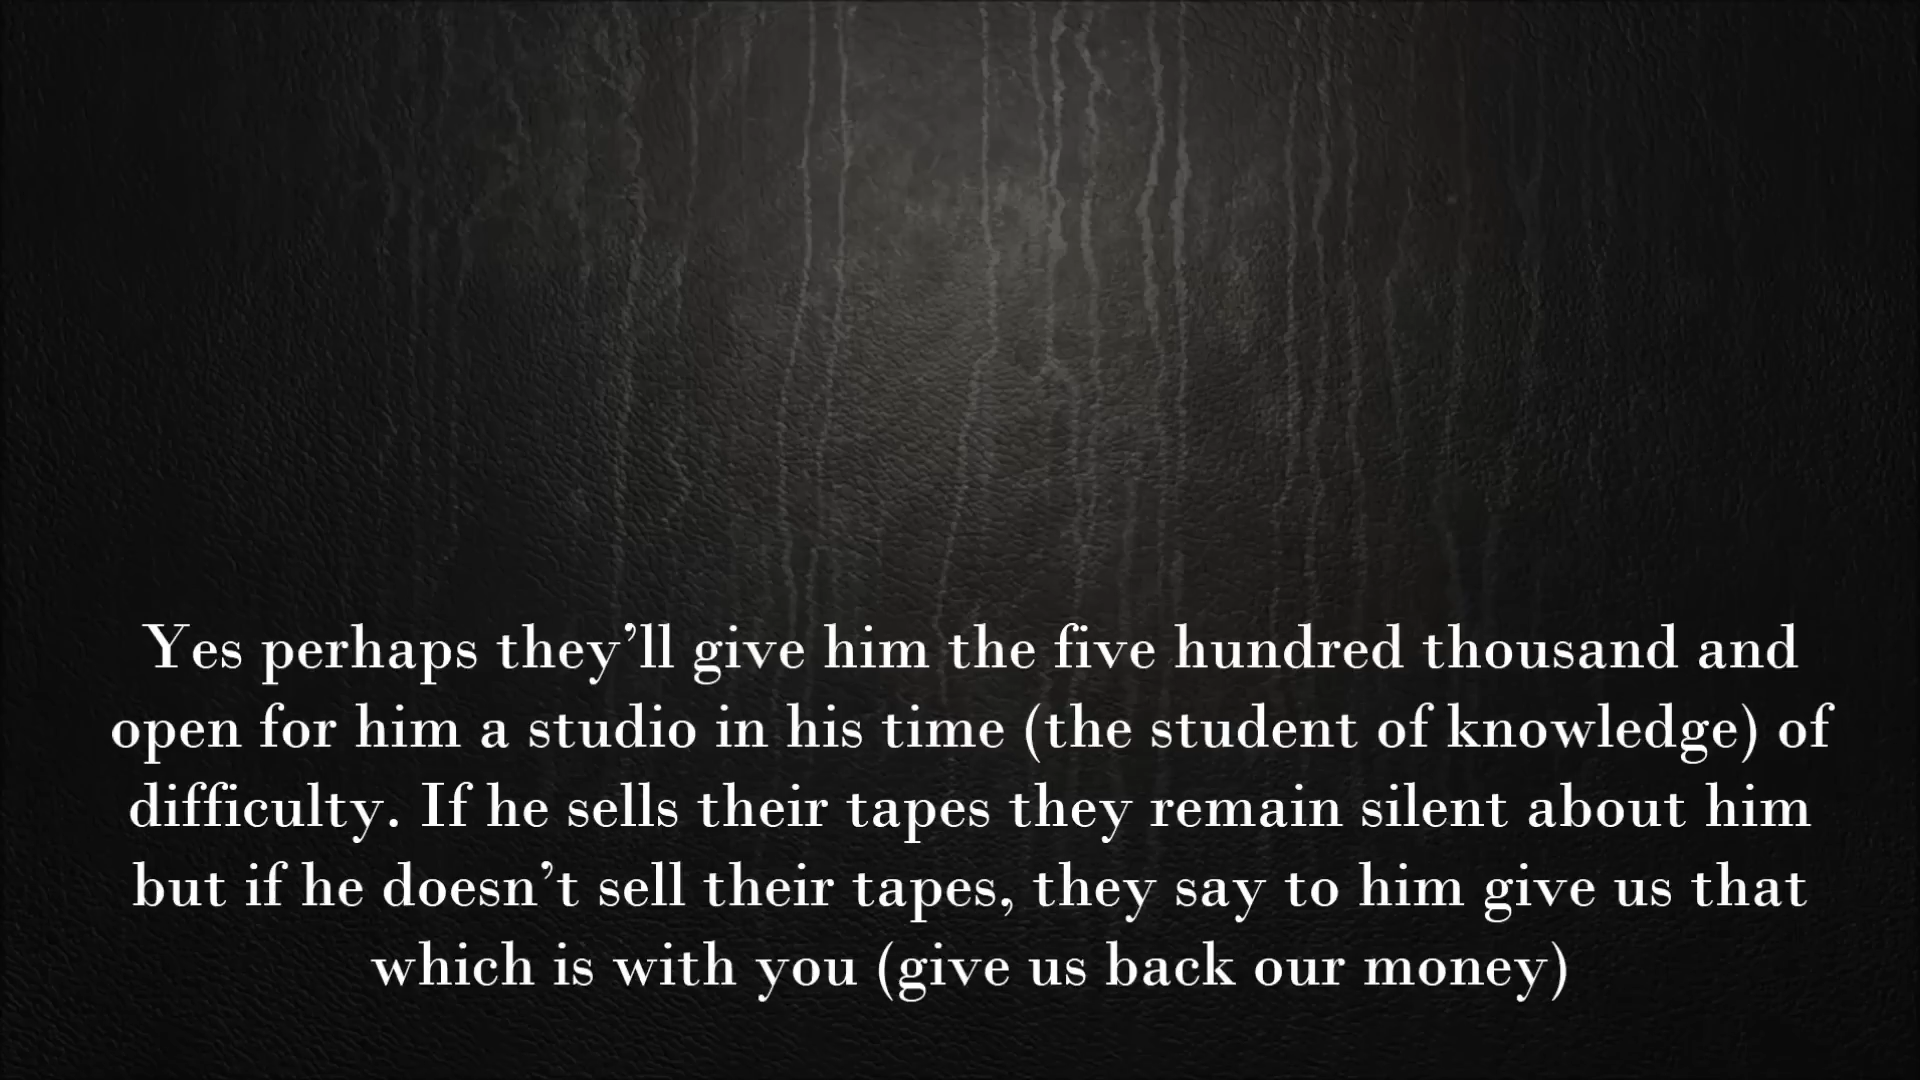 Yes perhaps they’ll give him the five hundred thousand and
open for him a studio in his time (the student of knowledge) of
difficulty. If he sells their tapes they remain silent about him
but if he doesn’t sell their tapes, they say to him give us that
which is with you (give us back our money)